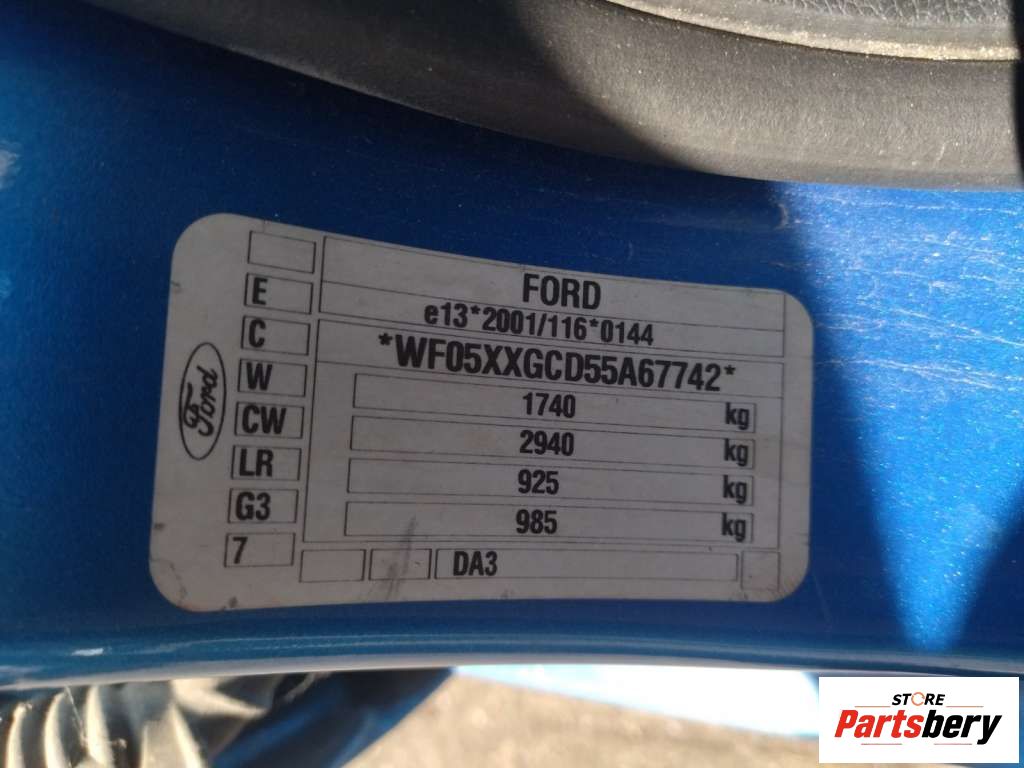 FORD
E
e13*2001/116*0144
C
*WF05XXGCD55A67742*
W
1740 kg
CW
2940 kg
LR
925 kg
G3
985 kg
7
DA3
Ford
STORE
Partsbery